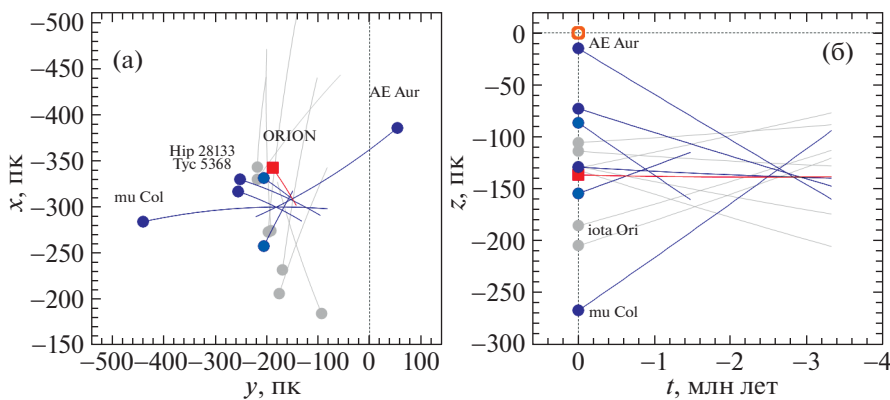 −500
−450
−400
−350
−300
−250
−200
−150
x, пк
(а)
AE Aur
ORION
Hip 28133
Tyc 5368
mu Col
−500 −400 −300 −200 −100 0 100
y, пк
0
−50
−100
−150
−200
−250
−300
z, пк
(б)
AE Aur
iota Ori
mu Col
0 −1 −2 −3 −4
t, млн лет